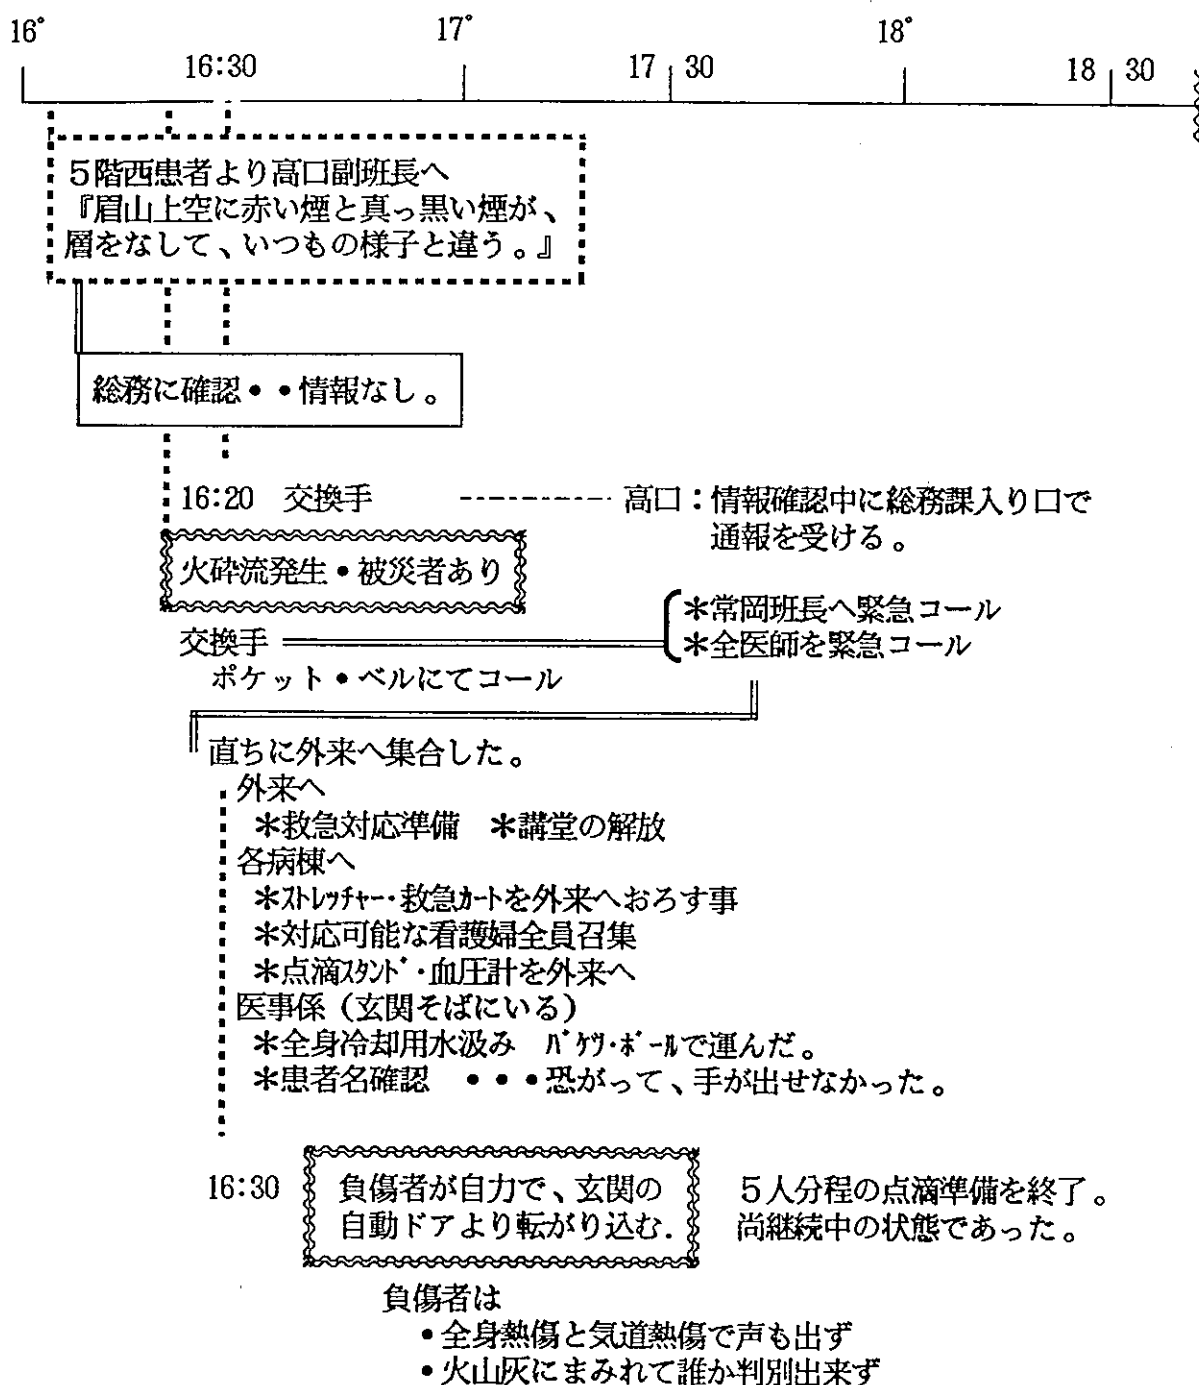 16° 17° 18°
16:30 17 30 18 30
5階西患者より高口副班長へ
『眉山上空に赤い煙と真っ黒い煙が、
層をなして、いつもの様子と違う。』
総務に確認・・情報なし。
16:20 交換手 ---------- 高口:情報確認中に総務課入り口で
通報を受ける。
火砕流発生・被災者あり
*常岡班長へ緊急コール
交換手 *全医師を緊急コール
ポケット・ベルにてコール
直ちに外来へ集合した。
外来へ
*救急対応準備 *講堂の解放
各病棟へ
*ストレッチャー・救急カートを外来へおろす事
*対応可能な看護婦全員召集
*点滴スタンド・血圧計を外来へ
医事係(玄関そばにいる)
*全身冷却用水汲み バケツ・ボールで運んだ。
*患者名確認 ・・・恐がって、手が出せなかった。
16:30 負傷者が自力で、玄関の 5人分程の点滴準備を終了。
自動ドアより転がり込む. 尚継続中の状態であった。
負傷者は
・全身熱傷と気道熱傷で声も出ず
・火山灰にまみれて誰か判別出来ず